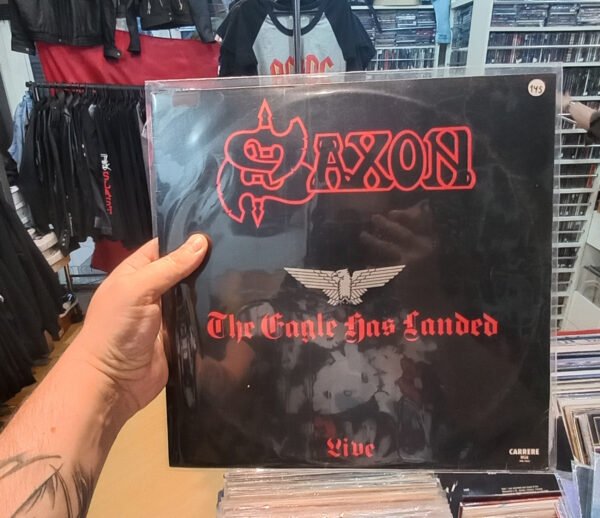 AC DC
145
SAXON
The Eagle Has Landed
Live
CARRERE